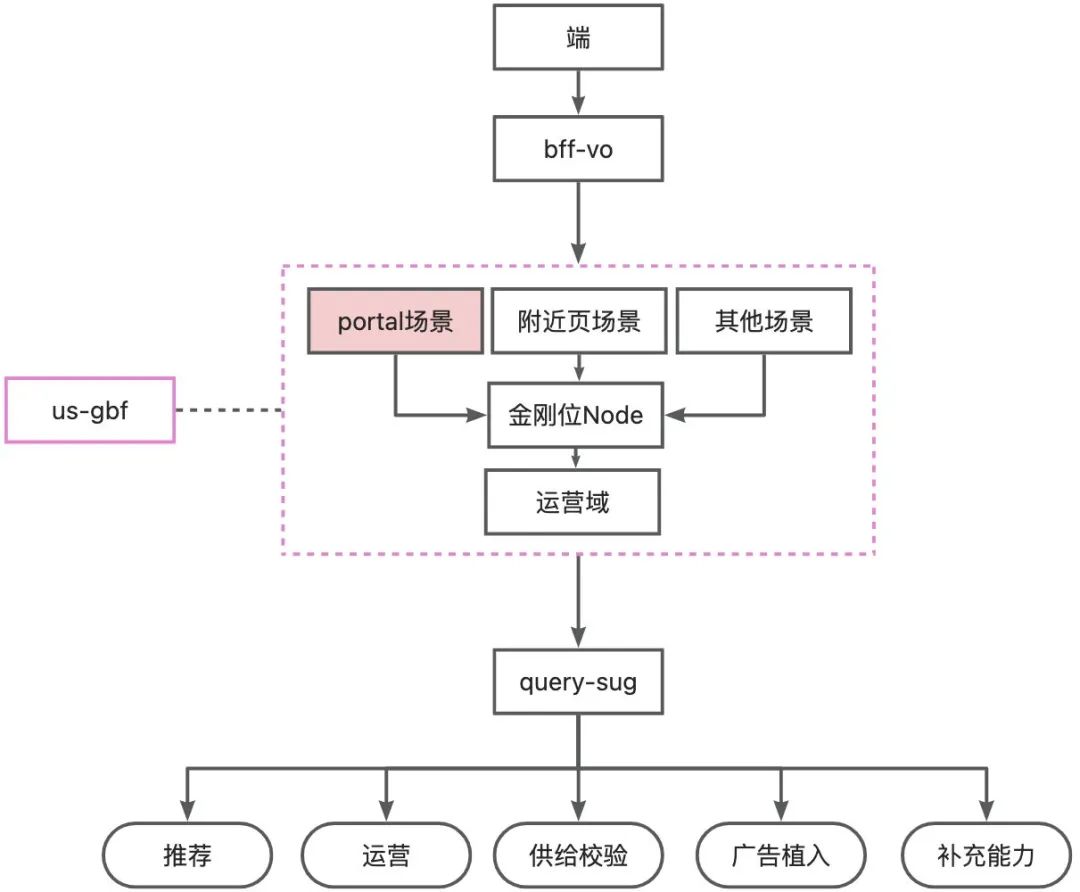 端
bff-vo
portal场景
附近页场景
其他场景
us-gbf
金刚位Node
运营域
query-sug
推荐
运营
供给校验
广告植入
补充能力